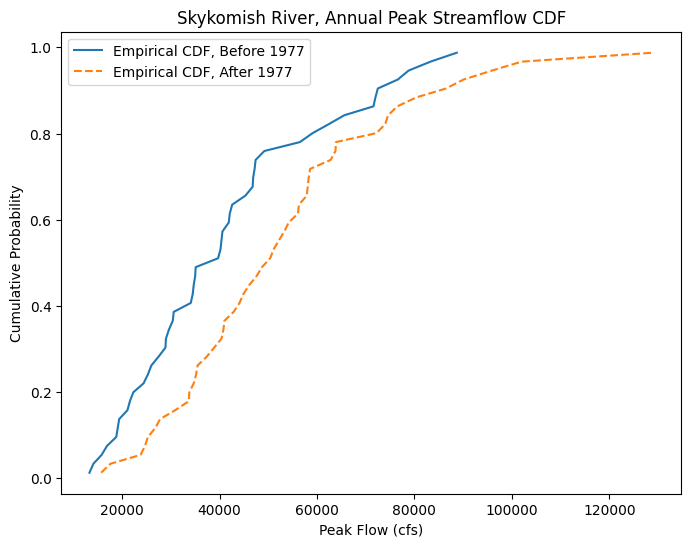 Skykomish River, Annual Peak Streamflow CDF
Empirical CDF, Before 1977
Empirical CDF, After 1977
Cumulative Probability
1.0
0.8
0.6
0.4
0.2
0.0
20000 40000 60000 80000 100000 120000
Peak Flow (cfs)